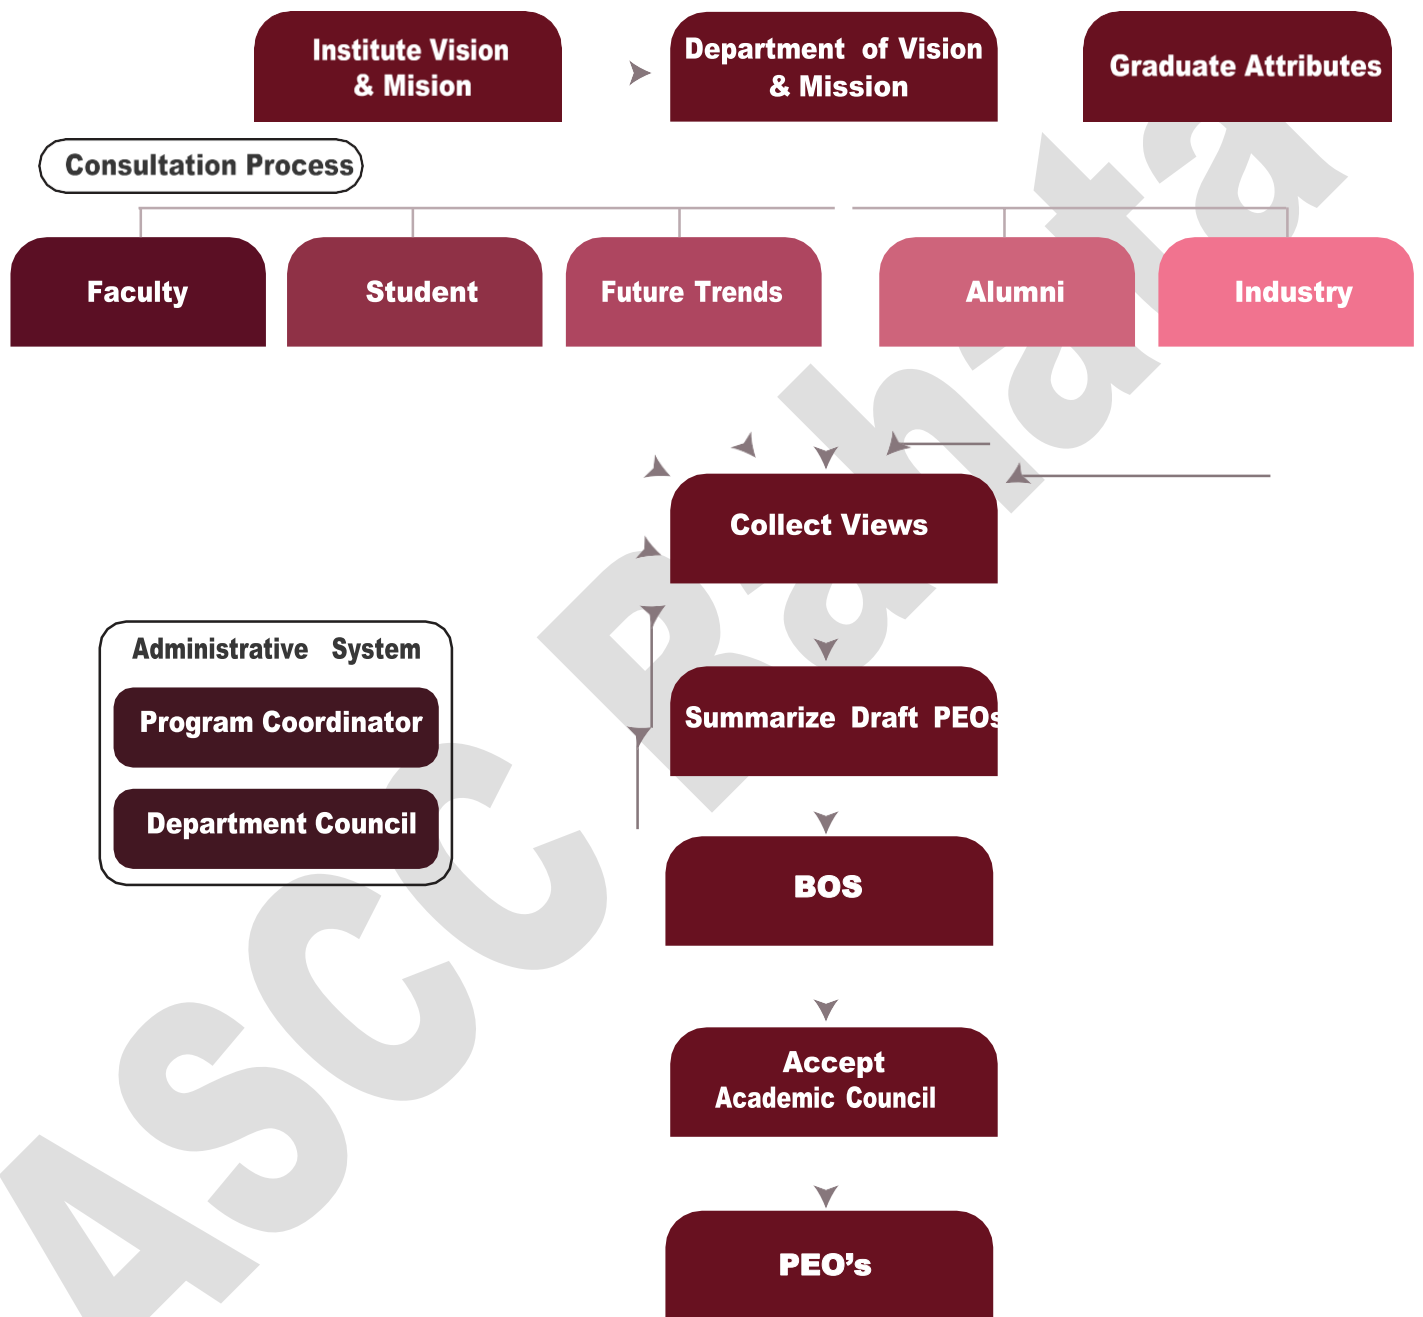 Institute Vision
& Mision
Department of Vision
& Mission
Graduate Attributes
Consultation Process
Faculty
Student
Future Trends
Alumni
Industry
Collect Views
Administrative System
Program Coordinator
Department Council
Summarize Draft PEOs
BOS
Accept
Academic Council
PEO’s
ASCC Rahata